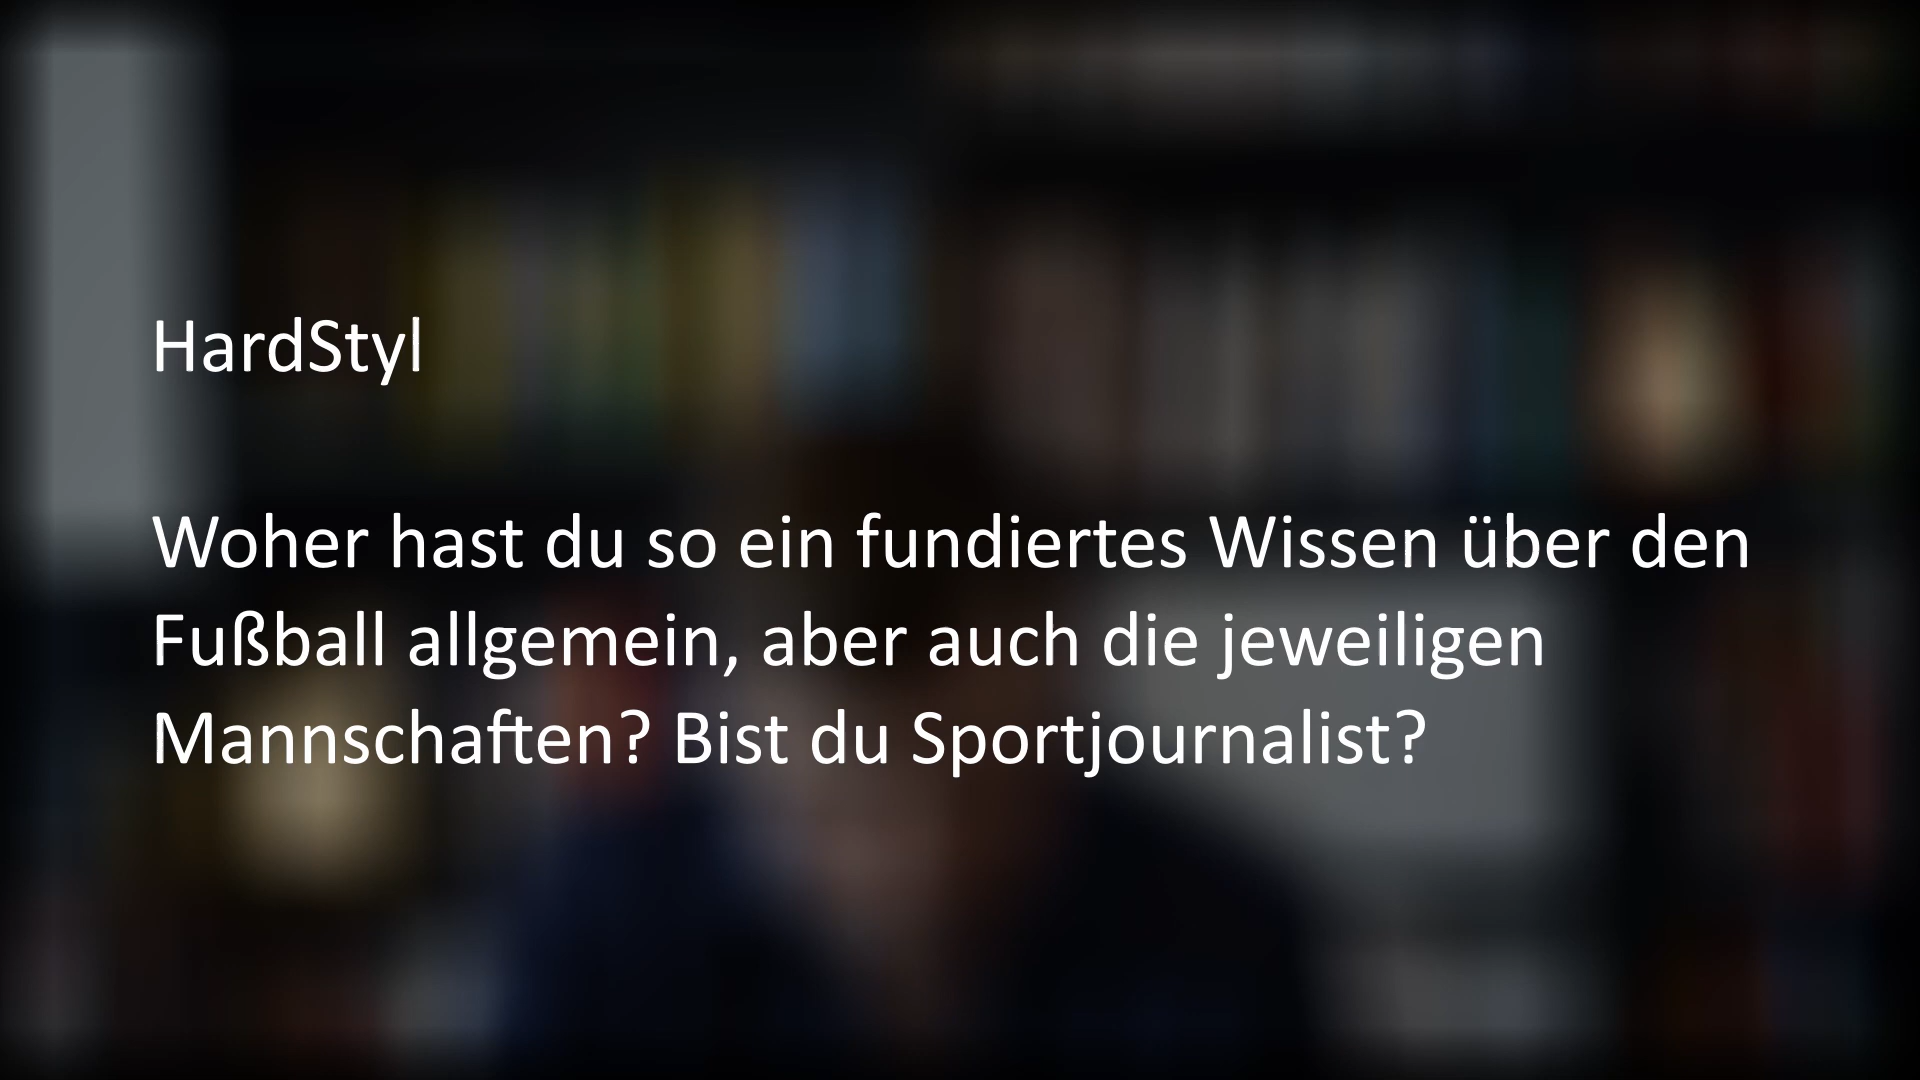 HardStyl
Woher hast du so ein fundiertes Wissen über den
Fußball allgemein, aber auch die jeweiligen
Mannschaften? Bist du Sportjournalist?